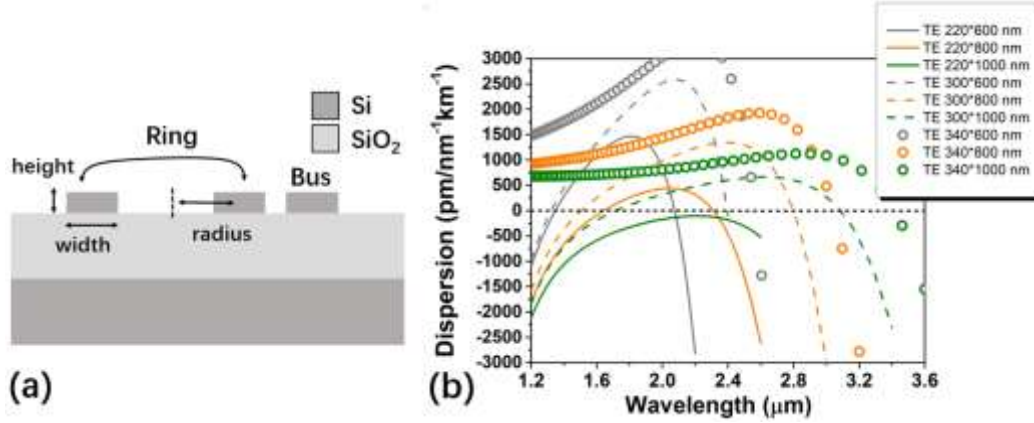 Si
SiO2
Ring
height
Bus
width
radius
(a)
TE 220*600 nm
TE 220*800 nm
TE 220*1000 nm
TE 300*600 nm
TE 300*800 nm
TE 300*1000 nm
TE 340*600 nm
TE 340*800 nm
TE 340*1000 nm
Dispersion (pm/nm⁻¹km⁻¹)
3000
2500
2000
1500
1000
500
0
-500
-1000
-1500
-2000
-2500
-3000
1.2 1.6 2.0 2.4 2.8 3.2 3.6
Wavelength (μm)
(b)